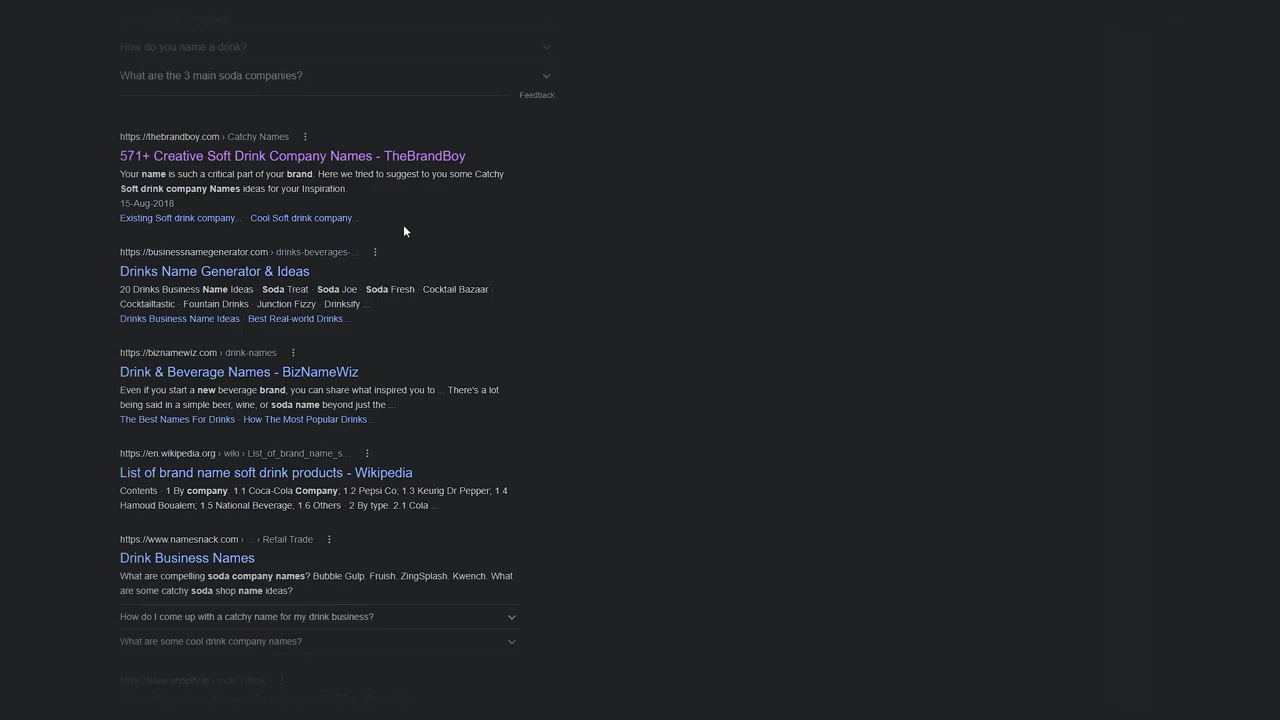 How do you name a drink?
What are the 3 main soda companies?
Feedback
https://thebrandboy.com › Catchy Names
571+ Creative Soft Drink Company Names - TheBrandBoy
Your name is such a critical part of your brand. Here we tried to suggest to you some Catchy
Soft drink company Names ideas for your Inspiration.
15-Aug-2018
Existing Soft drink company... · Cool Soft drink company...
https://businessnamegenerator.com › drinks-beverages-...
Drinks Name Generator & Ideas
20 Drinks Business Name Ideas · Soda Treat · Soda Joe · Soda Fresh · Cocktail Bazaar ·
Cocktailtastic · Fountain Drinks · Junction Fizzy · Drinksify ...
Drinks Business Name Ideas · Best Real-world Drinks...
https://biznamewiz.com › drink-names
Drink & Beverage Names - BizNameWiz
Even if you start a new beverage brand, you can share what inspired you to ... There's a lot
being said in a simple beer, wine, or soda name beyond just the ...
The Best Names For Drinks · How The Most Popular Drinks...
https://en.wikipedia.org › wiki › List_of_brand_name_s...
List of brand name soft drink products - Wikipedia
Contents · 1 By company. 1.1 Coca-Cola Company; 1.2 Pepsi Co; 1.3 Keurig Dr Pepper; 1.4
Hamoud Boualem; 1.5 National Beverage; 1.6 Others · 2 By type. 2.1 Cola ...
https://www.namesnack.com › ... › Retail Trade
Drink Business Names
What are compelling soda company names? Bubble Gulp. Fruish. ZingSplash. Kwench. What
are some catchy soda shop name ideas?
How do I come up with a catchy name for my drink business?
What are some cool drink company names?
https://www.shopify.in › tools › drink